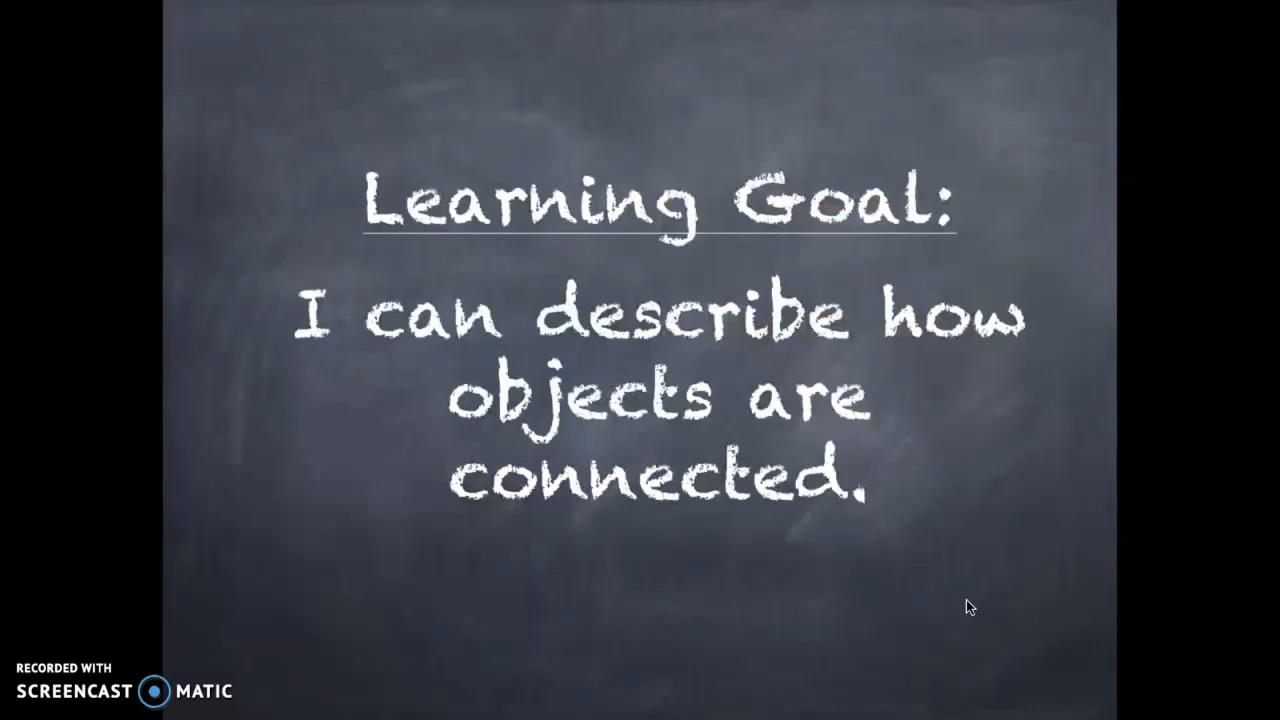 Learning Goal:
I can describe how
objects are
connected.
RECORDED WITH
SCREENCAST MATIC